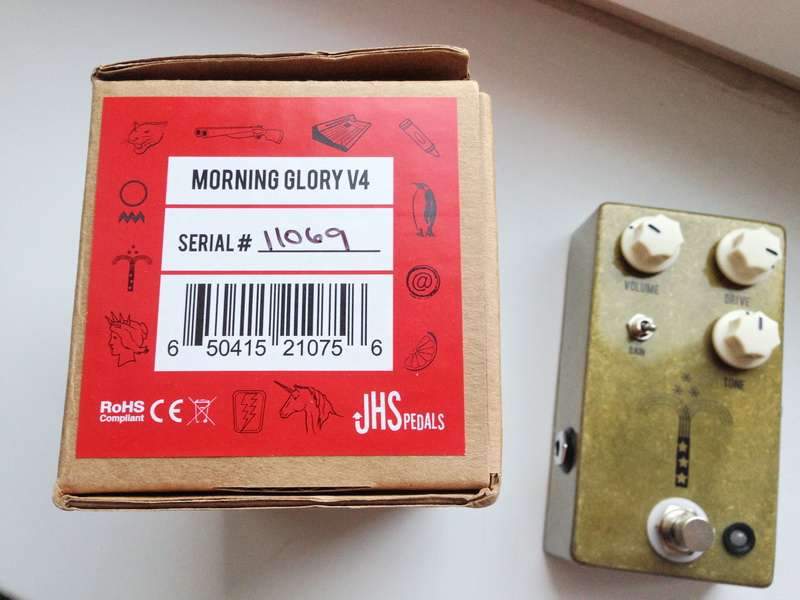 MORNING GLORY V4
SERIAL # 11069
6 50415 21075 6
RoHS
Compliant CE
JHS PEDALS
VOLUME
DRIVE
GAIN
TONE